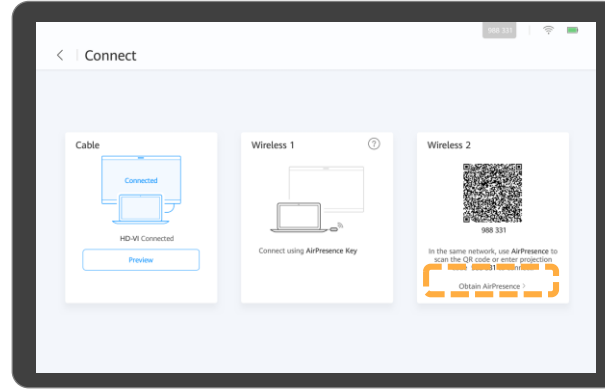 988 331
Connect
Cable
Connected
HD-VI Connected
Preview
Wireless 1
?
Connect using AirPresence Key
Wireless 2
988 331
In the same network, use AirPresence to
scan the QR code or enter projection
Obtain AirPresence >